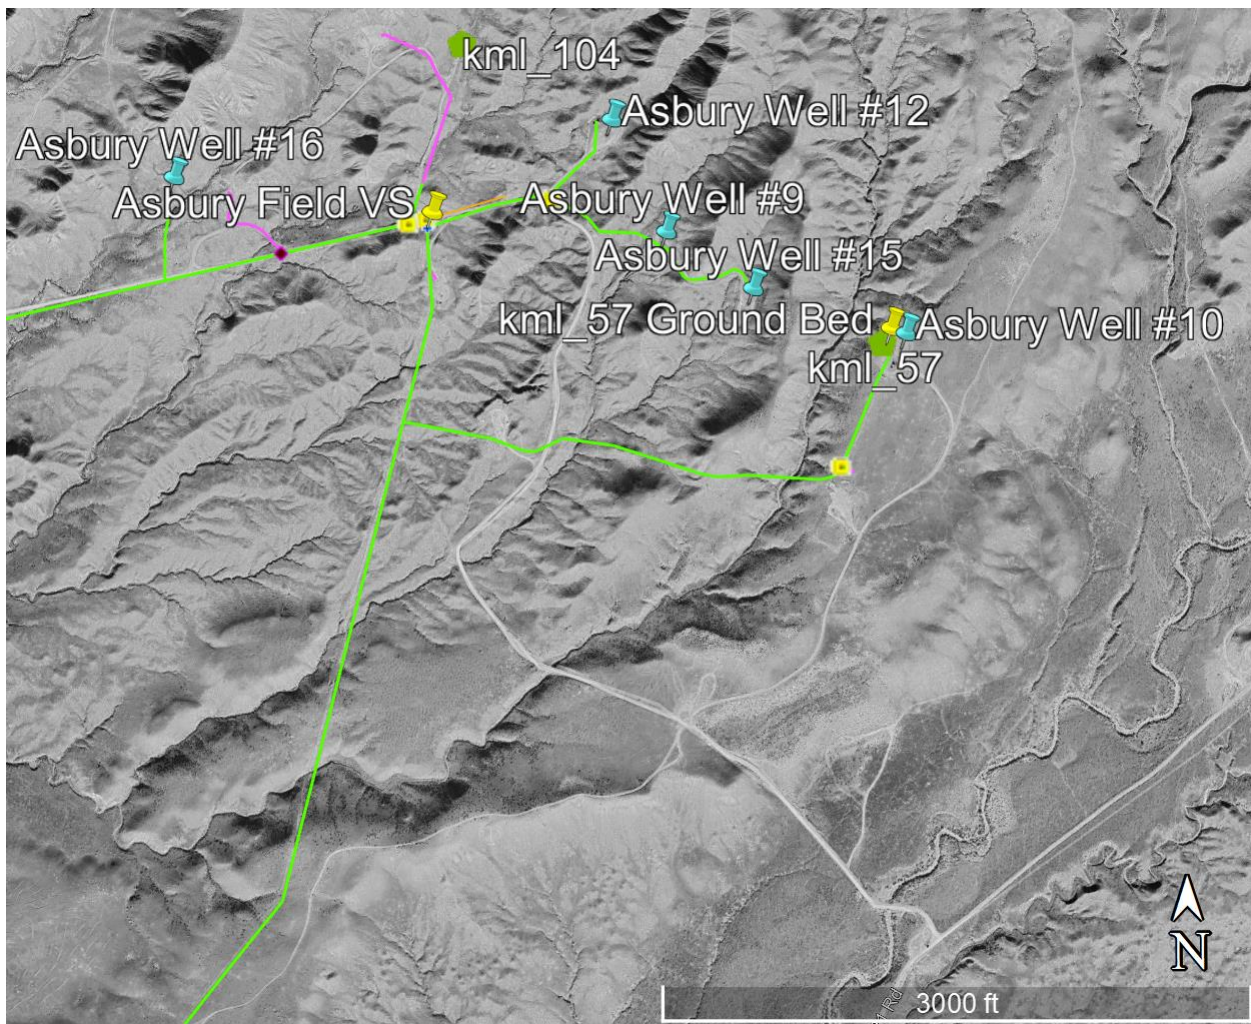 kml_104
Asbury Well #12
Asbury Well #16
Asbury Field VS
Asbury Well #9
Asbury Well #15
kml_57 Ground Bed
Asbury Well #10
kml_57
N
3000 ft